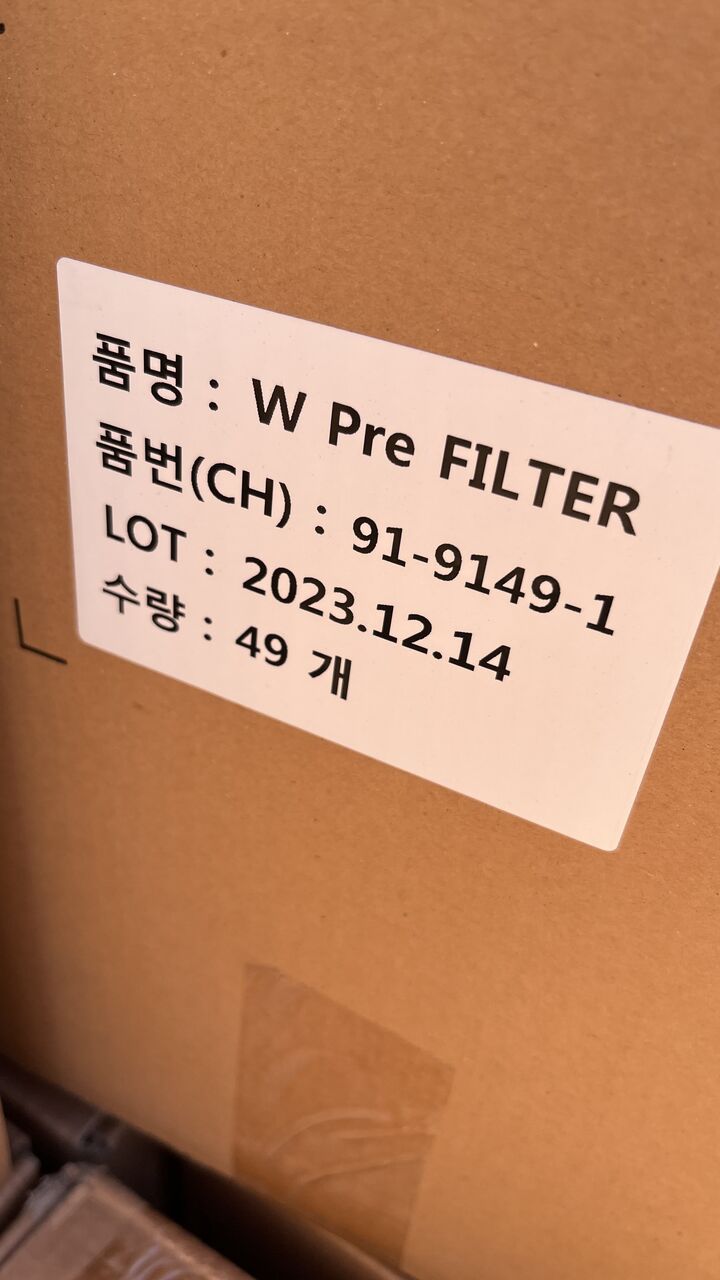 품명 : W Pre FILTER
품번(CH) : 91-9149-1
LOT : 2023.12.14
수량 : 49 개